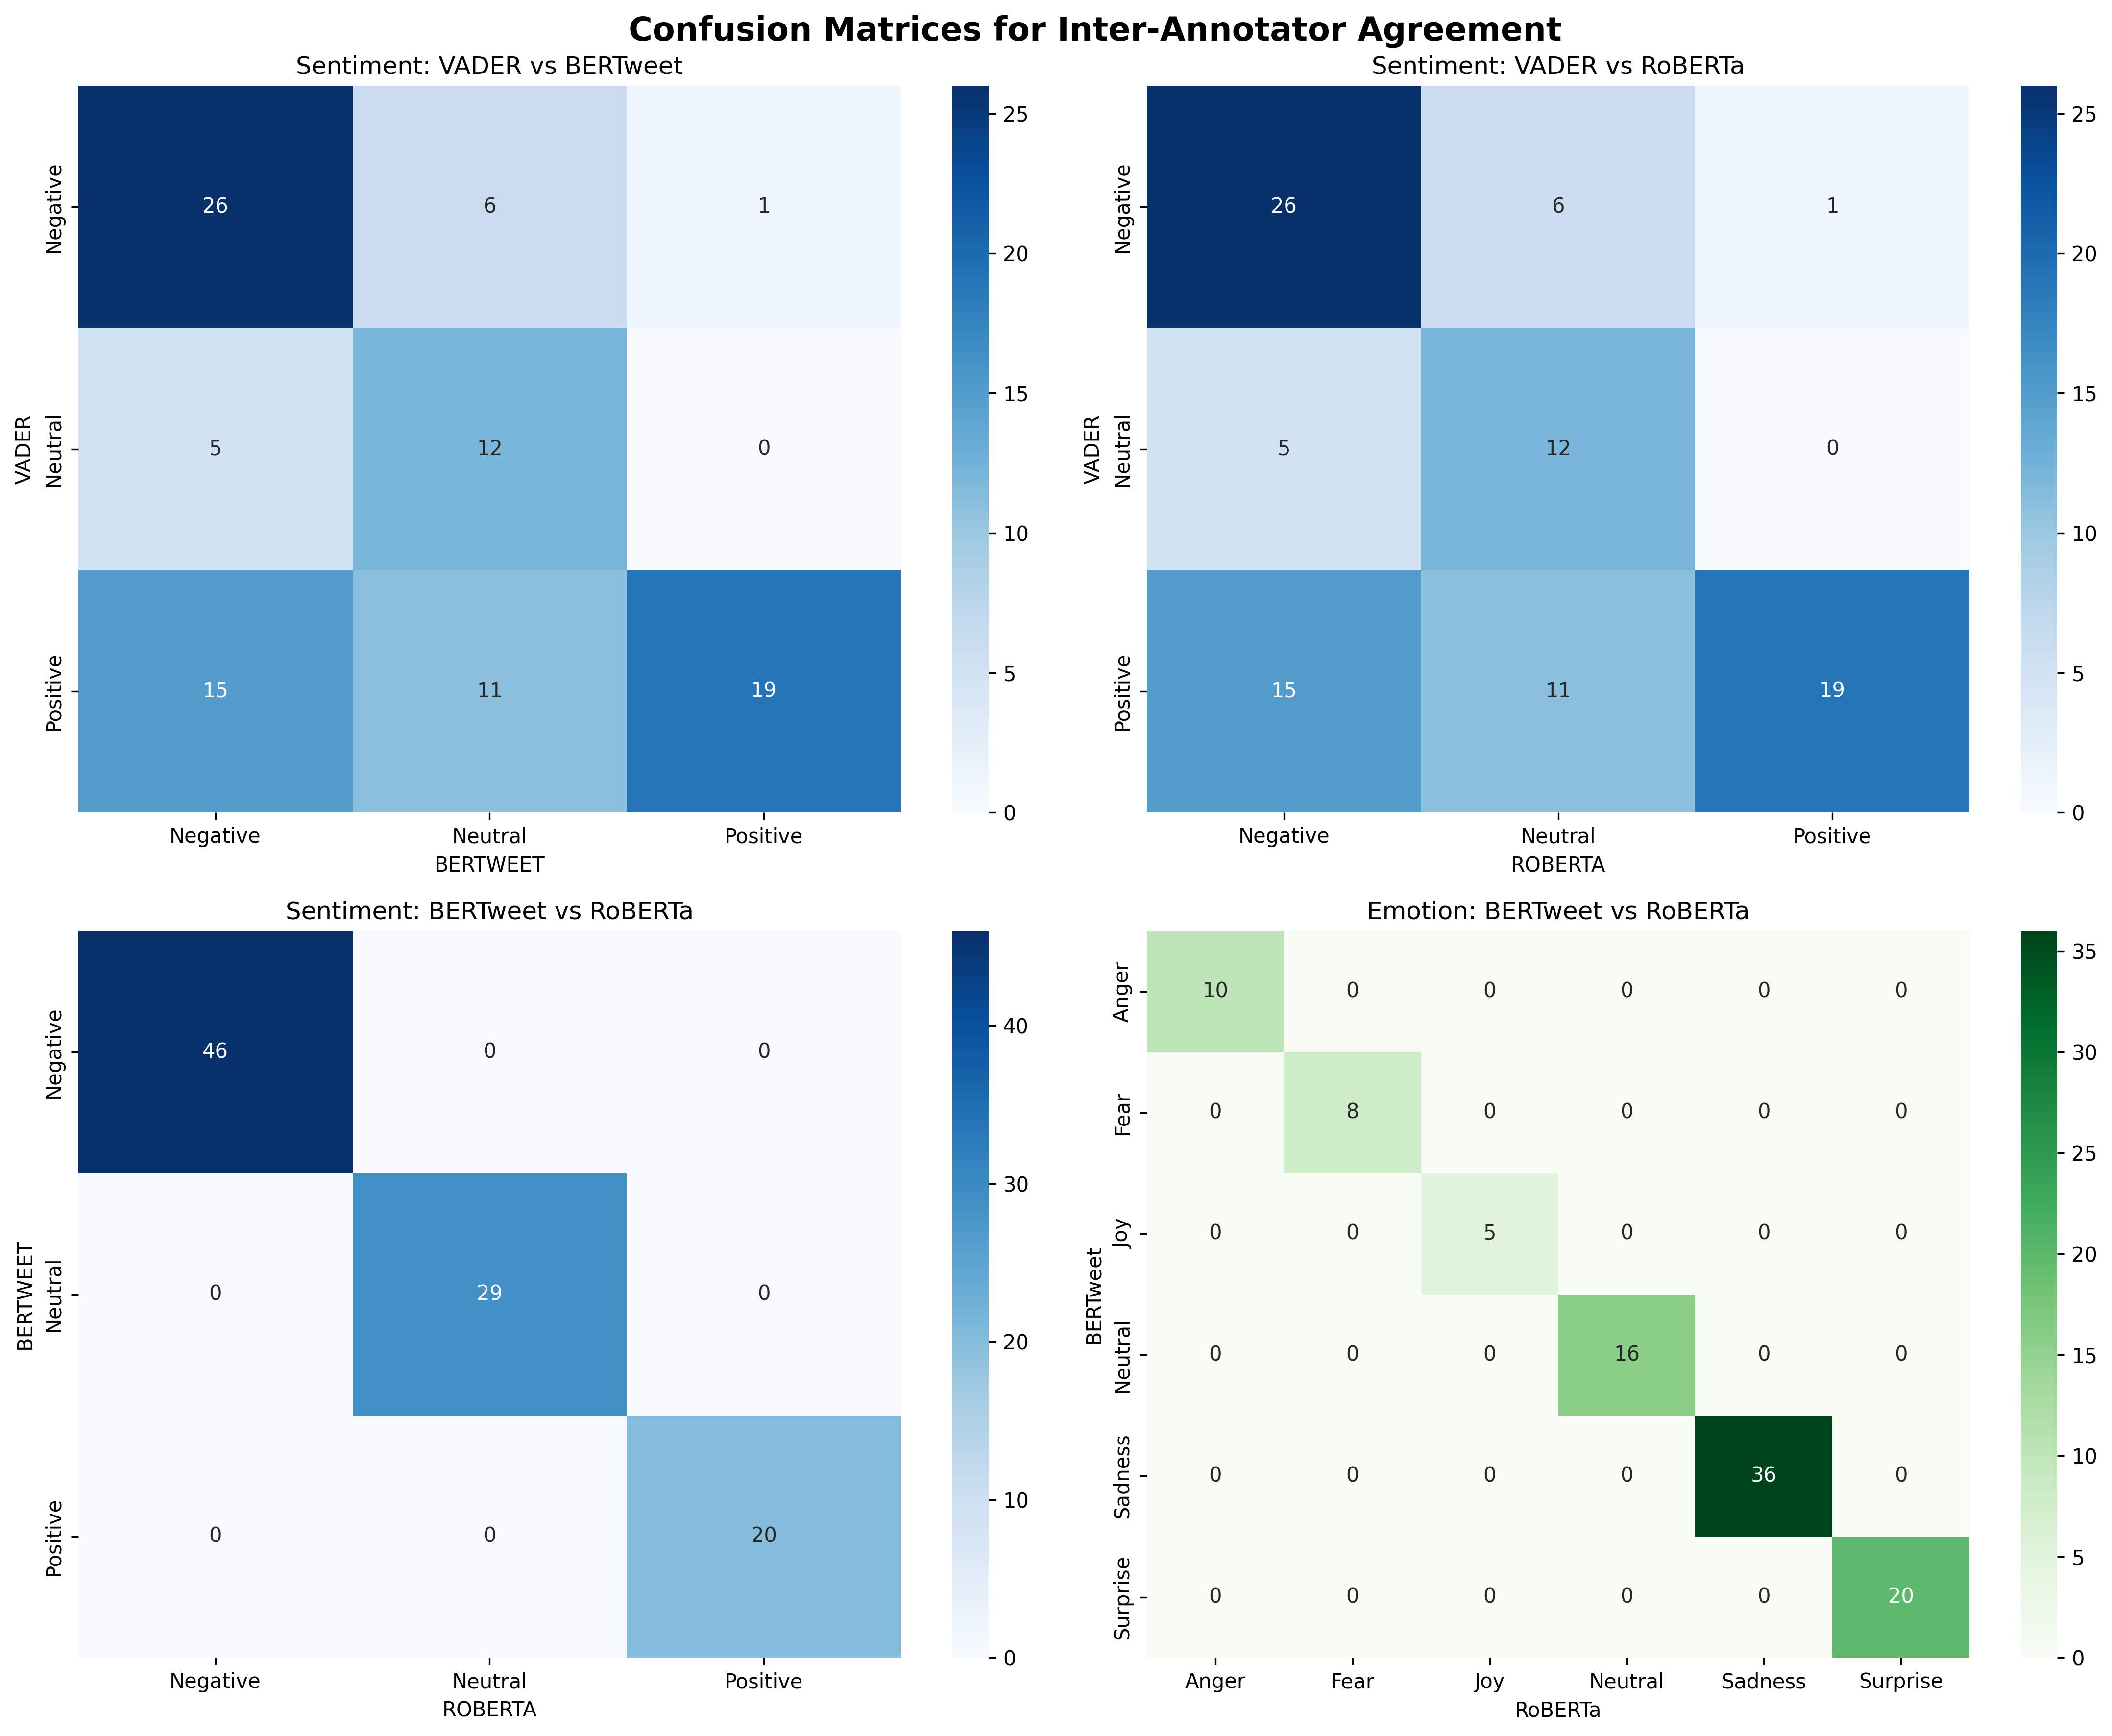 Confusion Matrices for Inter-Annotator Agreement
Sentiment: VADER vs BERTweet
VADER
Negative
Neutral
Positive
26 6 1
5 12 0
15 11 19
Negative Neutral Positive
BERTWEET
25
20
15
10
5
0
Sentiment: VADER vs RoBERTa
VADER
Negative
Neutral
Positive
26 6 1
5 12 0
15 11 19
Negative Neutral Positive
ROBERTA
25
20
15
10
5
0
Sentiment: BERTweet vs RoBERTa
BERTWEET
Negative
Neutral
Positive
46 0 0
0 29 0
0 0 20
Negative Neutral Positive
ROBERTA
40
30
20
10
0
Emotion: BERTweet vs RoBERTa
BERTweet
Anger
Fear
Joy
Neutral
Sadness
Surprise
10 0 0 0 0 0
0 8 0 0 0 0
0 0 5 0 0 0
0 0 0 16 0 0
0 0 0 0 36 0
0 0 0 0 0 20
Anger Fear Joy Neutral Sadness Surprise
RoBERTa
35
30
25
20
15
10
5
0